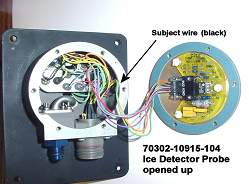 Subject wire (black)
70302-10915-104
Ice Detector Probe
opened up